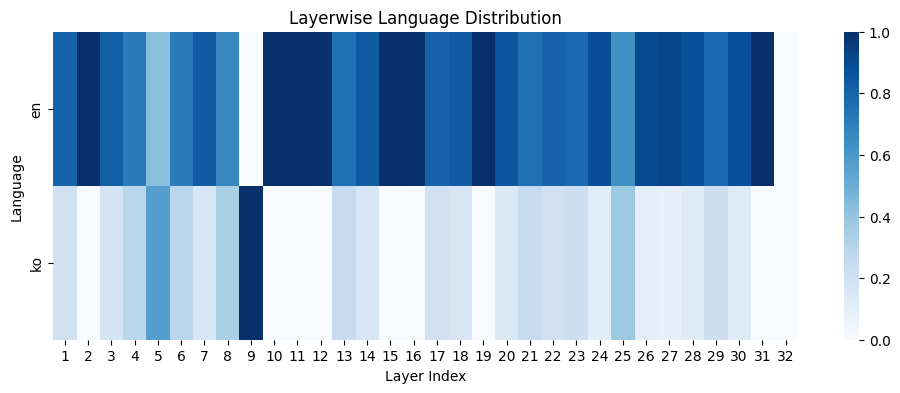 Layerwise Language Distribution
Language
en
ko
1 2 3 4 5 6 7 8 9 10 11 12 13 14 15 16 17 18 19 20 21 22 23 24 25 26 27 28 29 30 31 32
Layer Index
1.0
0.8
0.6
0.4
0.2
0.0